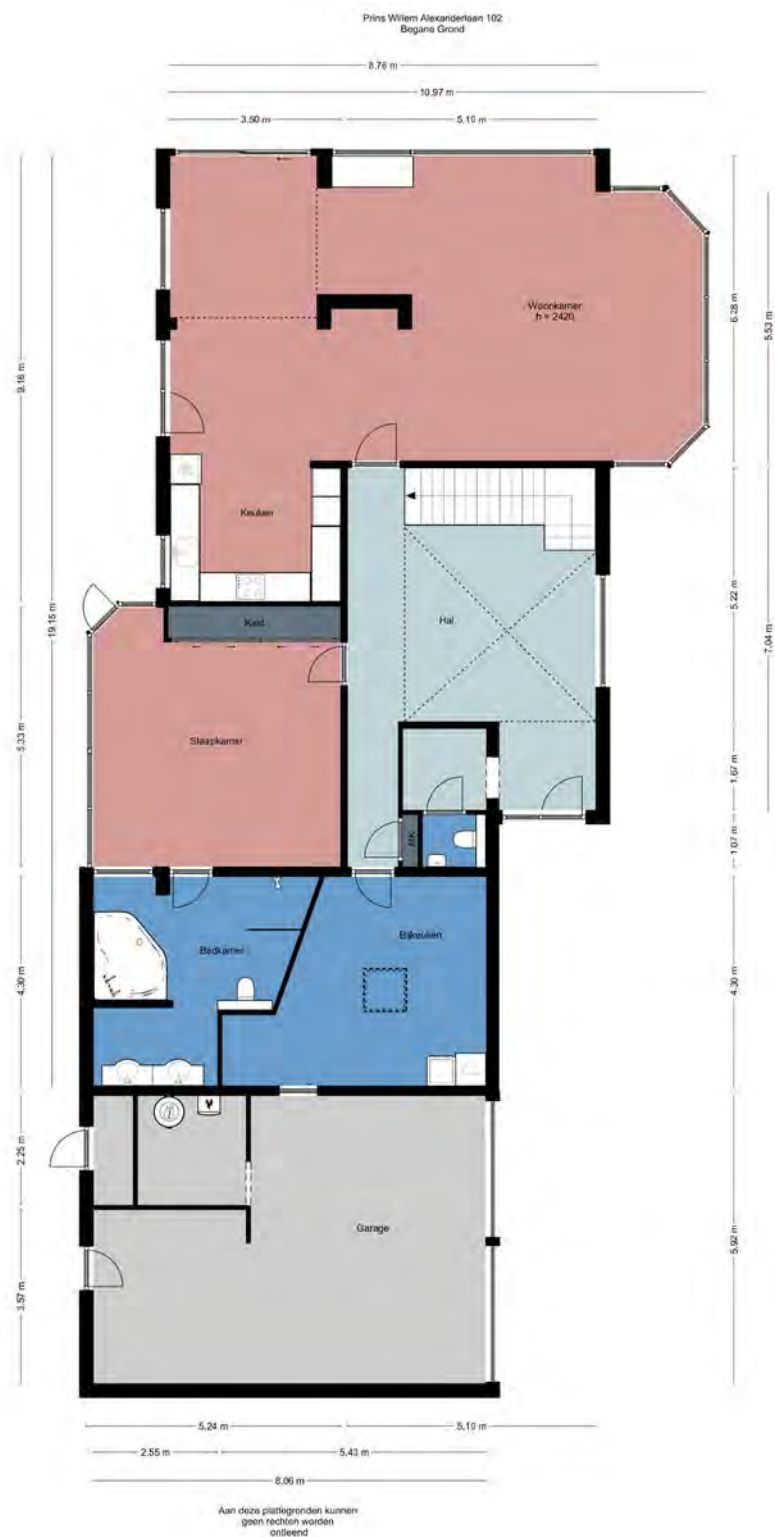 Prins Willem Alexanderlaan 102
Begane Grond
8.76 m
10.97 m
3.50 m
5.10 m
Woonkamer
h = 2420
6.28 m
5.53 m
9.16 m
19.15 m
Keuken
Kast
Hal
5.22 m
7.04 m
Slaapkamer
5.33 m
1.67 m
MK
1.07 m
Badkamer
Bijkeuken
4.30 m
4.30 m
2.25 m
Garage
5.92 m
3.57 m
5.24 m
5.10 m
2.55 m
5.43 m
8.06 m
Aan deze plattegronden kunnen
geen rechten worden
ontleend